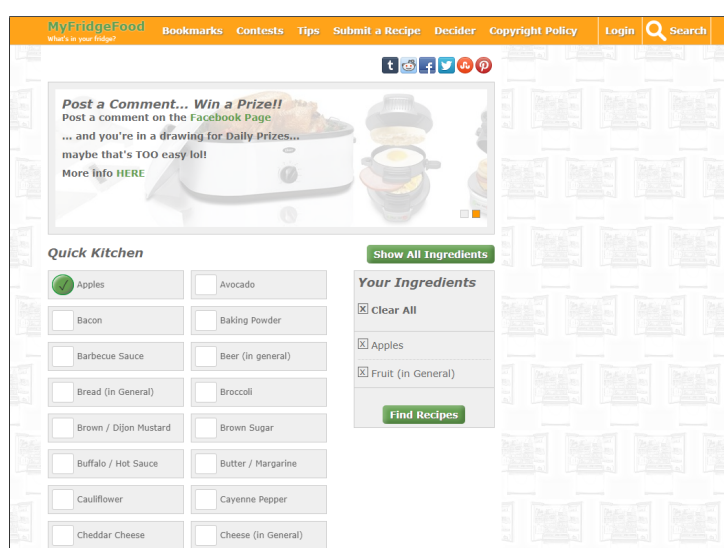 MyFridgeFood
What's in your fridge?
Bookmarks Contests Tips Submit a Recipe Decider Copyright Policy Login Search
Post a Comment... Win a Prize!!
Post a comment on the Facebook Page
... and you're in a drawing for Daily Prizes...
maybe that's TOO easy lol!
More info HERE
Quick Kitchen
Show All Ingredients
Apples
Avocado
Bacon
Baking Powder
Barbecue Sauce
Beer (in general)
Bread (in General)
Broccoli
Brown / Dijon Mustard
Brown Sugar
Buffalo / Hot Sauce
Butter / Margarine
Cauliflower
Cayenne Pepper
Cheddar Cheese
Cheese (in General)
Your Ingredients
X Clear All
X Apples
X Fruit (in General)
Find Recipes